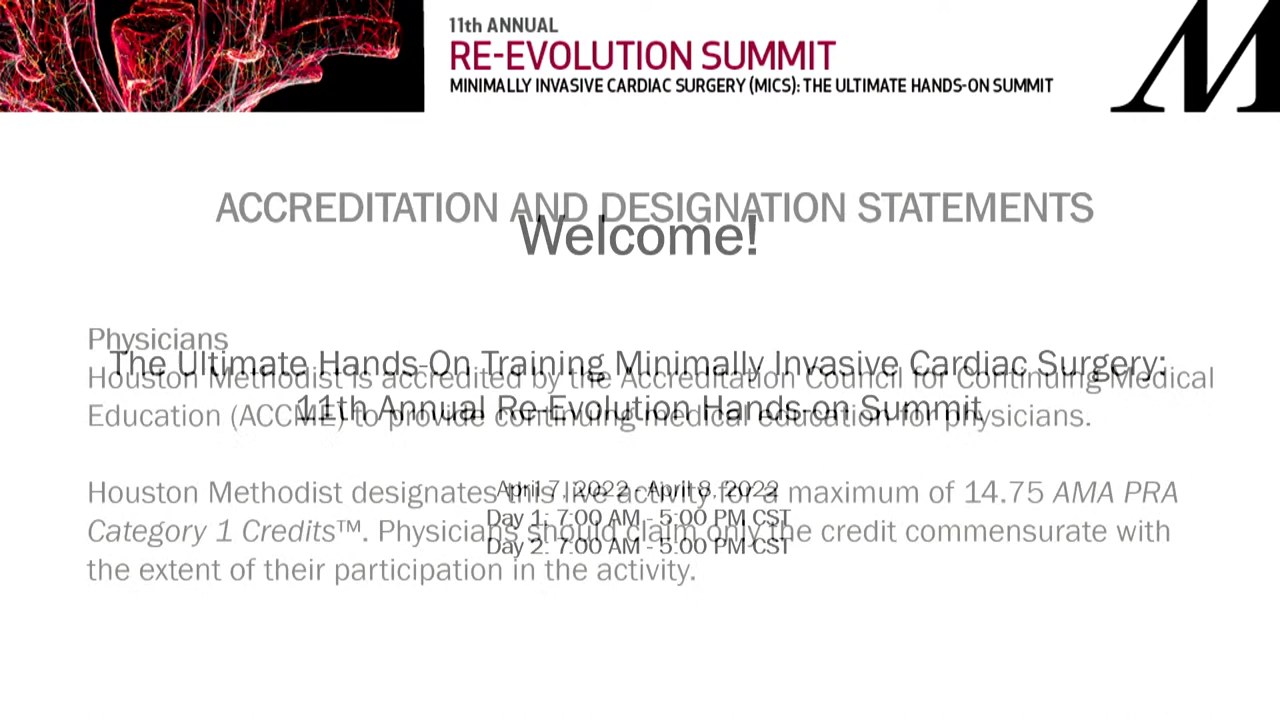 11th ANNUAL
RE-EVOLUTION SUMMIT
MINIMALLY INVASIVE CARDIAC SURGERY (MICS): THE ULTIMATE HANDS-ON SUMMIT
M
ACCREDITATION AND DESIGNATION STATEMENTS
Welcome!
Physicians
The Ultimate Hands-On Training Minimally Invasive Cardiac Surgery:
Houston Methodist is accredited by the Accreditation Council for Continuing Medical
11th Annual Re-Evolution Hands-on Summit
Education (ACCME) to provide continuing medical education for physicians.
April 7, 2022 - April 8, 2022
Houston Methodist designates this live activity for a maximum of 14.75 AMA PRA
Day 1: 7:00 AM - 5:00 PM CST
Category 1 Credits™. Physicians should claim only the credit commensurate with
Day 2: 7:00 AM - 5:00 PM CST
the extent of their participation in the activity.